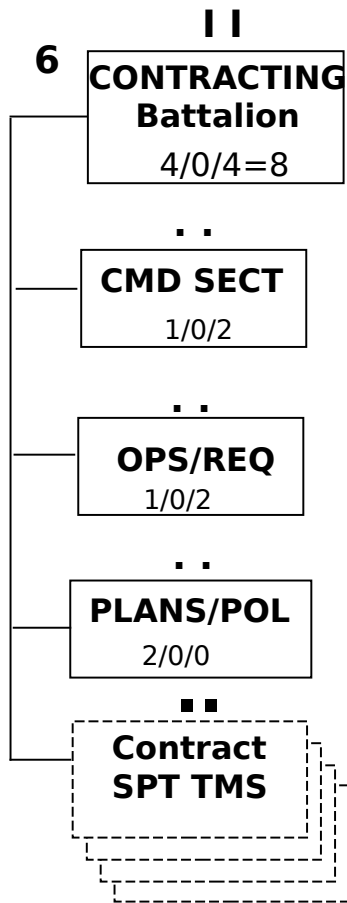 I I
6
CONTRACTING
Battalion
4/0/4=8
. .
CMD SECT
1/0/2
. .
OPS/REQ
1/0/2
. .
PLANS/POL
2/0/0
Contract
SPT TMS